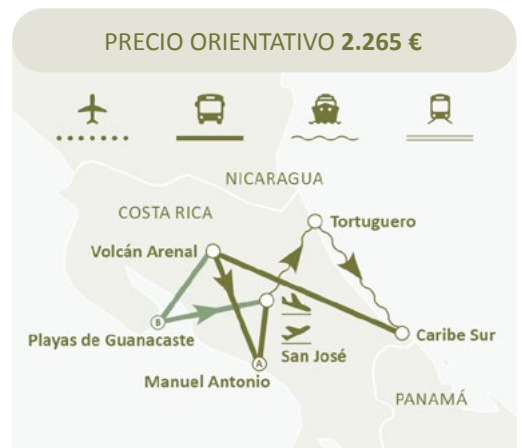 PRECIO ORIENTATIVO 2.265 €
NICARAGUA
COSTA RICA
Tortuguero
Volcán Arenal
Playas de Guanacaste
B
San José
Caribe Sur
A
Manuel Antonio
PANAMÁ